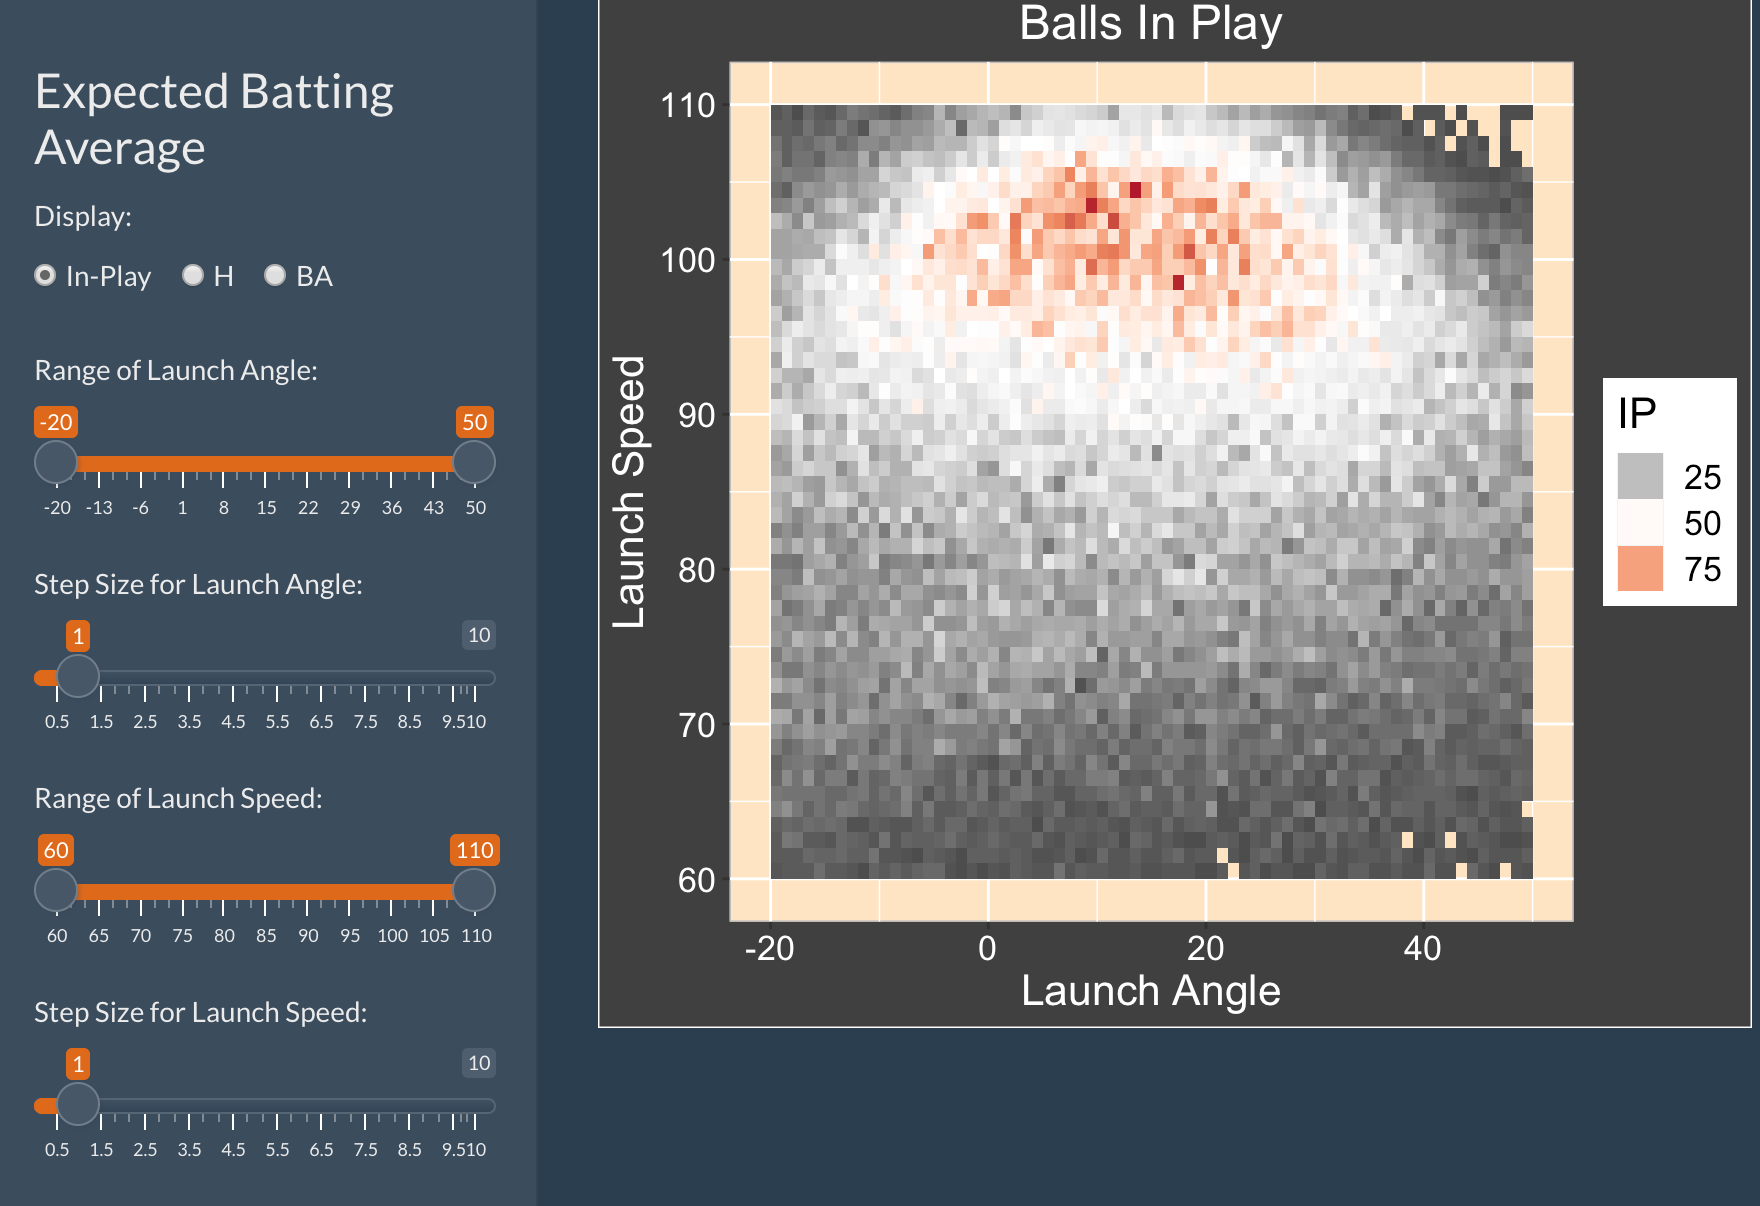 Expected Batting
Average
Display:
In-Play H BA
Range of Launch Angle:
-20 50
-20 -13 -6 1 8 15 22 29 36 43 50
Step Size for Launch Angle:
1 10
0.5 1.5 2.5 3.5 4.5 5.5 6.5 7.5 8.5 9.5 10
Range of Launch Speed:
60 110
60 65 70 75 80 85 90 95 100 105 110
Step Size for Launch Speed:
1 10
0.5 1.5 2.5 3.5 4.5 5.5 6.5 7.5 8.5 9.5 10
Balls In Play
Launch Speed
110
100
90
80
70
60
-20 0 20 40
Launch Angle
IP
25
50
75